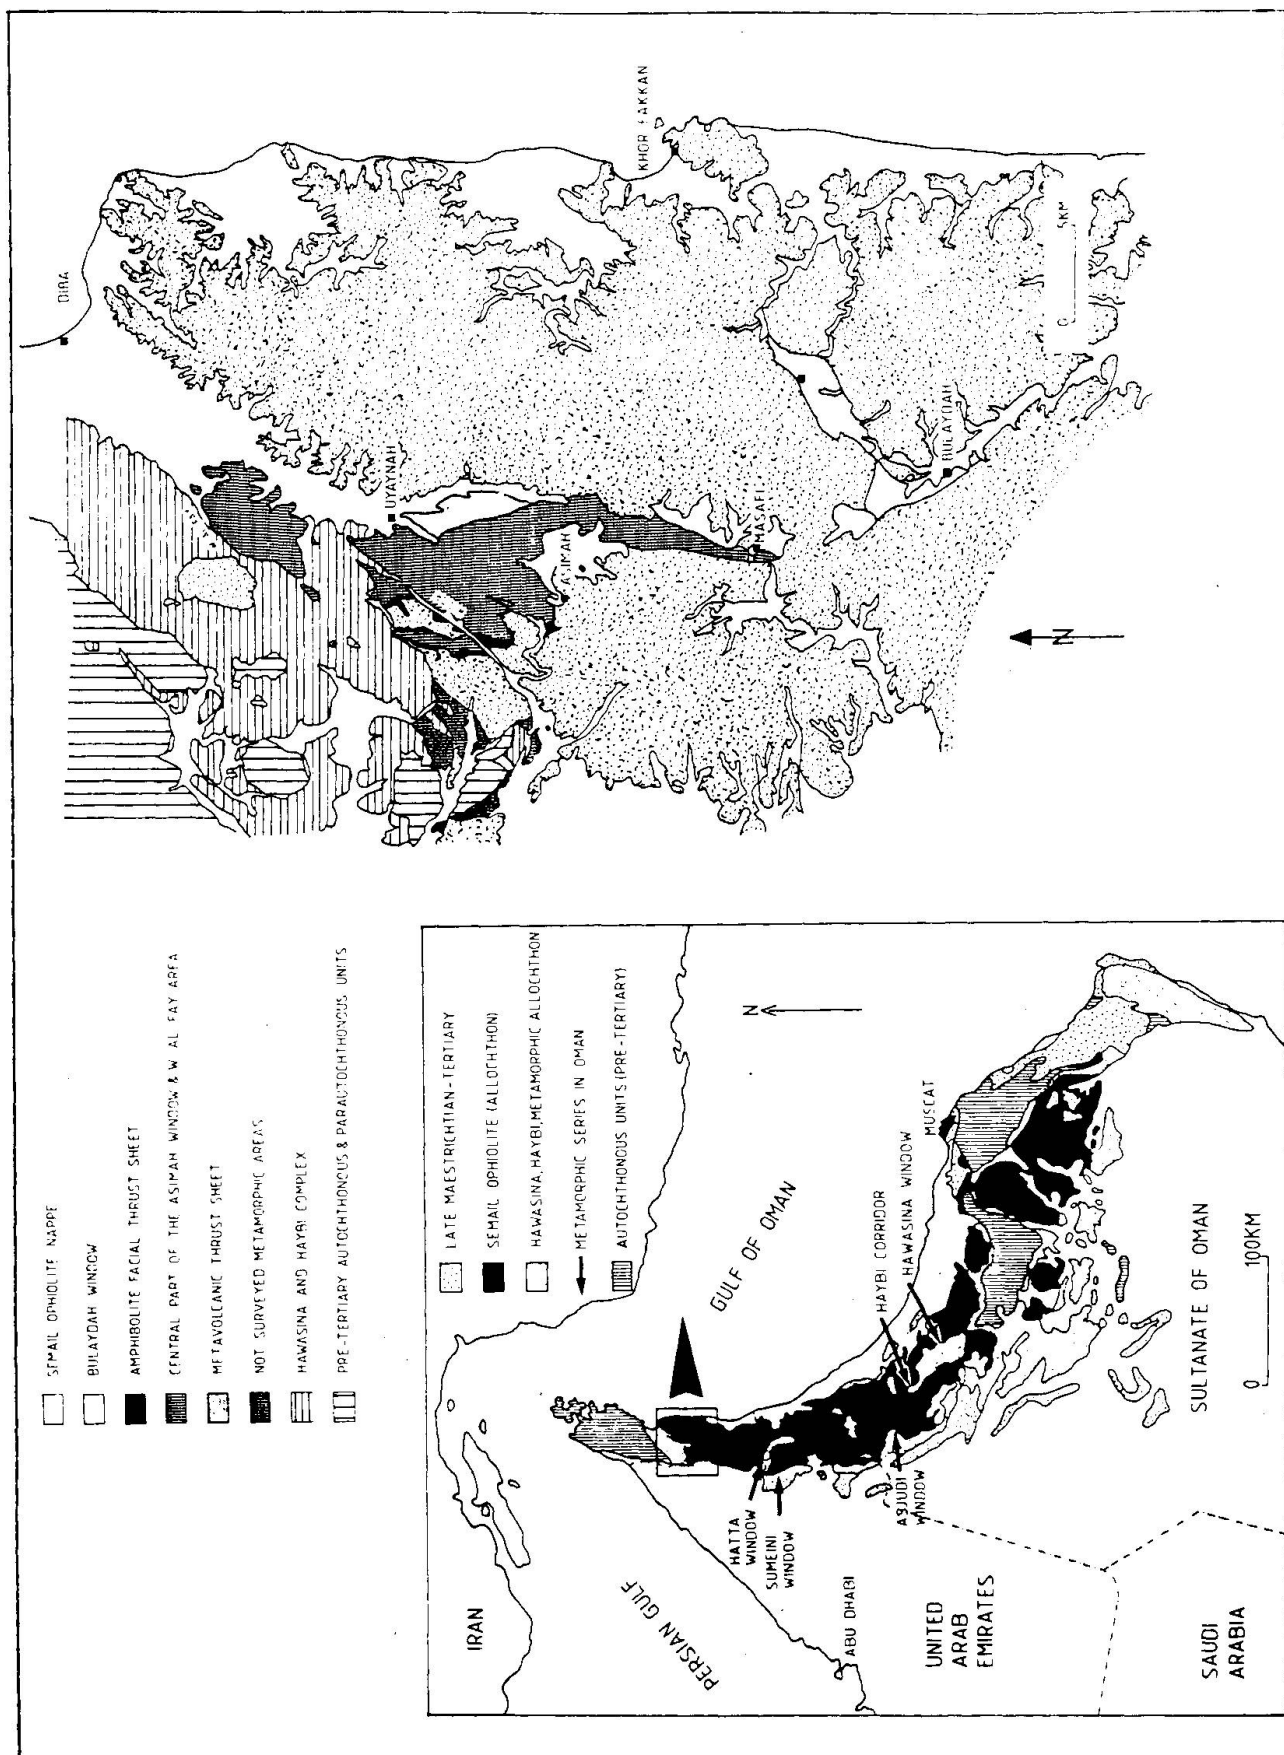 SEMAIL OPHIOLITE NAPPE
BULAYDAH WINDOW
AMPHIBOLITE FACIAL THRUST SHEET
CENTRAL PART OF THE ASIMAH WINDOW & W AL FAY AREA
METAVOLCANIC THRUST SHEET
NOT SURVEYED METAMORPHIC AREAS
HAWASINA AND HAYBI COMPLEX
PRE-TERTIARY AUTOCHTHONOUS & PARAUTOCHTHONOUS UNITS
DIBA
UYAYNAH
ASIMAH
MASAFI
KHOR FAKKAN
BULAYDAH
0 5KM
N
LATE MAESTRICHTIAN-TERTIARY
SEMAIL OPHIOLITE (ALLOCHTHON)
HAWASINA, HAYBI, METAMORPHIC ALLOCHTHON
METAMORPHIC SERIES IN OMAN
AUTOCHTHONOUS UNITS (PRE-TERTIARY)
N
IRAN
PERSIAN GULF
GULF OF OMAN
HATTA
WINDOW
SUMEINI
WINDOW
ABU DHABI
UNITED
ARAB
EMIRATES
ASJUDI
WINDOW
HAYBI CORRIDOR
HAWASINA WINDOW
MUSCAT
SAUDI
ARABIA
SULTANATE OF OMAN
0 100KM